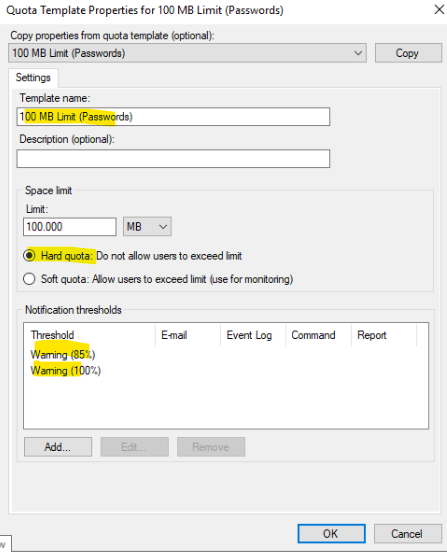 Quota Template Properties for 100 MB Limit (Passwords)
Copy properties from quota template (optional):
100 MB Limit (Passwords)
Copy
Settings
Template name:
100 MB Limit (Passwords)
Description (optional):
Space limit
Limit:
100.000 MB
Hard quota: Do not allow users to exceed limit
Soft quota: Allow users to exceed limit (use for monitoring)
Notification thresholds
Threshold E-mail Event Log Command Report
Warning (85%)
Warning (100%)
Add... Edit... Remove
OK Cancel